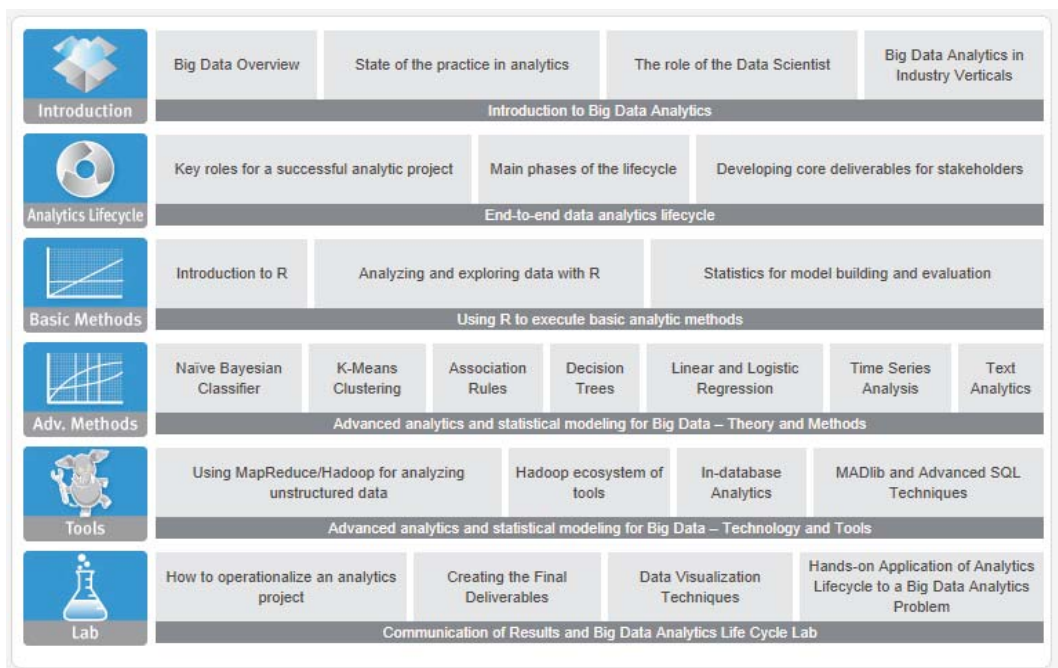 Introduction
Big Data Overview
State of the practice in analytics
The role of the Data Scientist
Big Data Analytics in
Industry Verticals
Introduction to Big Data Analytics
Analytics Lifecycle
Key roles for a successful analytic project
Main phases of the lifecycle
Developing core deliverables for stakeholders
End-to-end data analytics lifecycle
Basic Methods
Introduction to R
Analyzing and exploring data with R
Statistics for model building and evaluation
Using R to execute basic analytic methods
Adv. Methods
Naïve Bayesian
Classifier
K-Means
Clustering
Association
Rules
Decision
Trees
Linear and Logistic
Regression
Time Series
Analysis
Text
Analytics
Advanced analytics and statistical modeling for Big Data – Theory and Methods
Tools
Using MapReduce/Hadoop for analyzing
unstructured data
Hadoop ecosystem of
tools
In-database
Analytics
MADlib and Advanced SQL
Techniques
Advanced analytics and statistical modeling for Big Data – Technology and Tools
Lab
How to operationalize an analytics
project
Creating the Final
Deliverables
Data Visualization
Techniques
Hands-on Application of Analytics
Lifecycle to a Big Data Analytics
Problem
Communication of Results and Big Data Analytics Life Cycle Lab